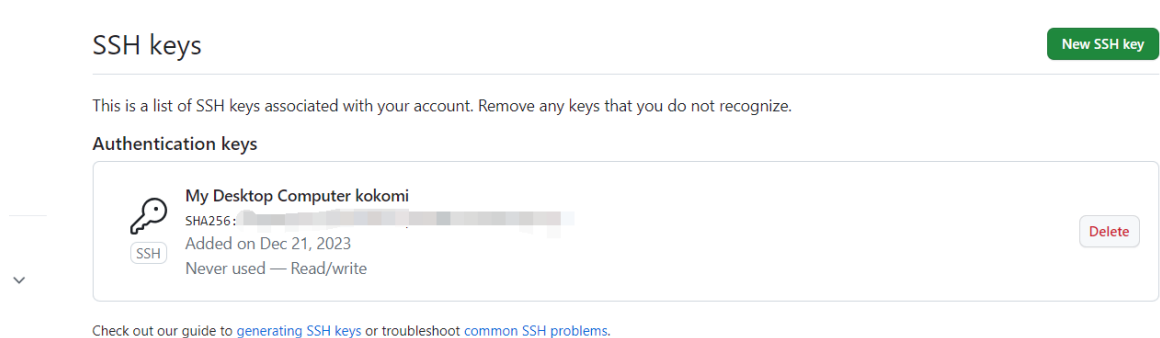 SSH keys
New SSH key
This is a list of SSH keys associated with your account. Remove any keys that you do not recognize.
Authentication keys
My Desktop Computer kokomi
SHA256:
Added on Dec 21, 2023
SSH
Delete
Never used — Read/write
Check out our guide to generating SSH keys or troubleshoot common SSH problems.